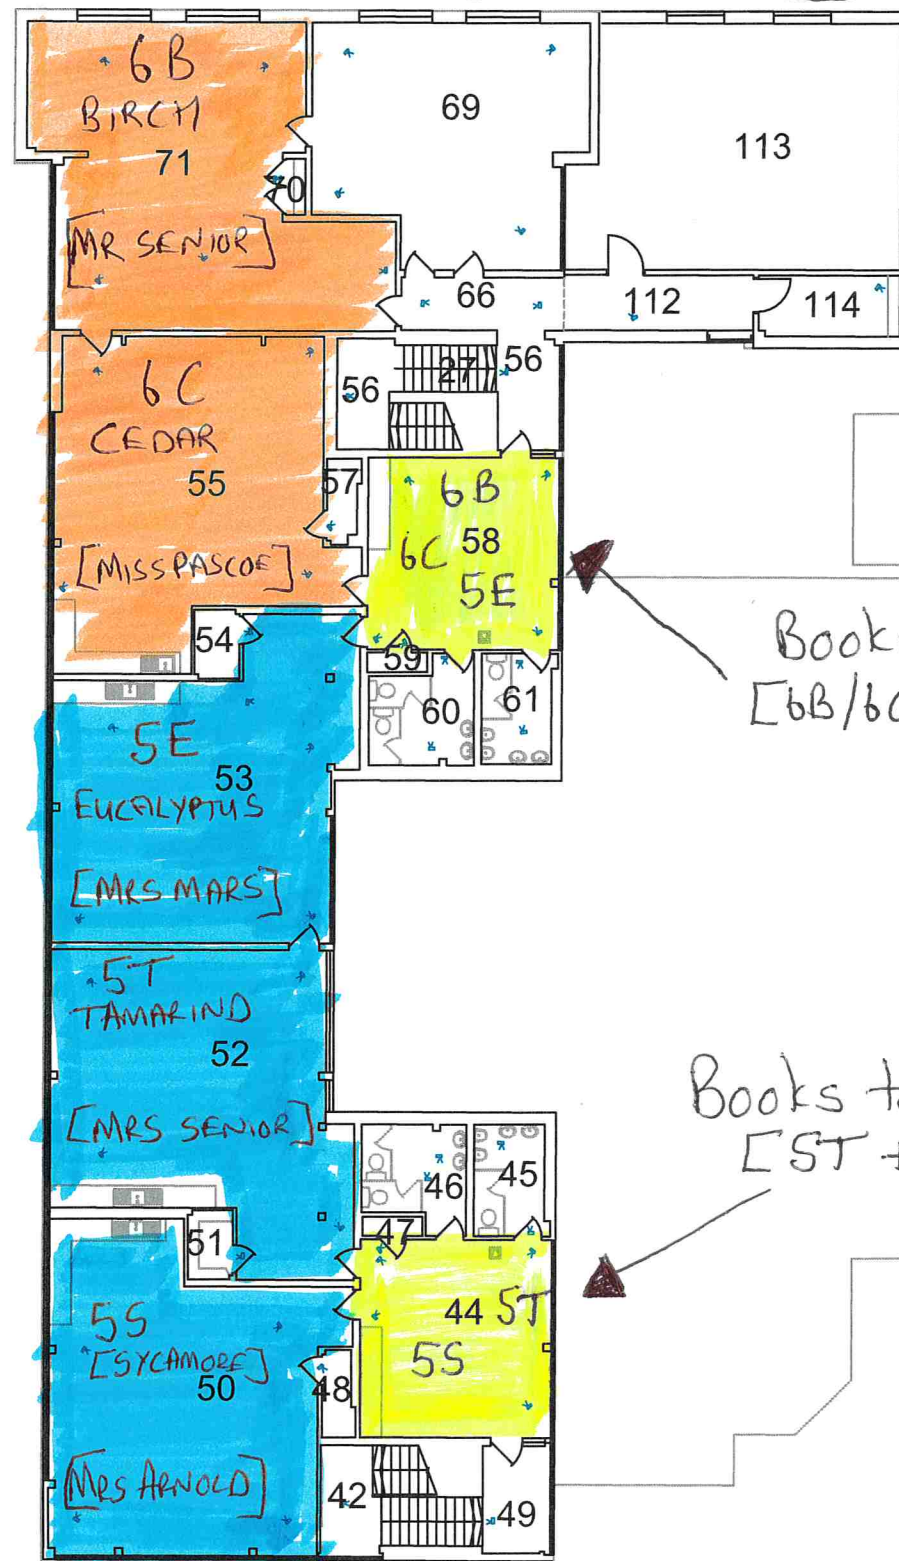 6B
BIRCH
71
70
[MR SENIOR]
69
113
66
112
114
6C
CEDAR
55
[MISS PASCOE]
56
27
56
57
6B
6C 58
5E
54
59
60
61
Book
[6B/6C
5E
53
EUCALYPTUS
[MRS MARS]
5T
TAMARIND
52
[MRS SENIOR]
Books t
[5T +
46
45
47
51
44 5T
5S
5S
[SYCAMORE]
50
48
[MRS ARNOLD]
42
49